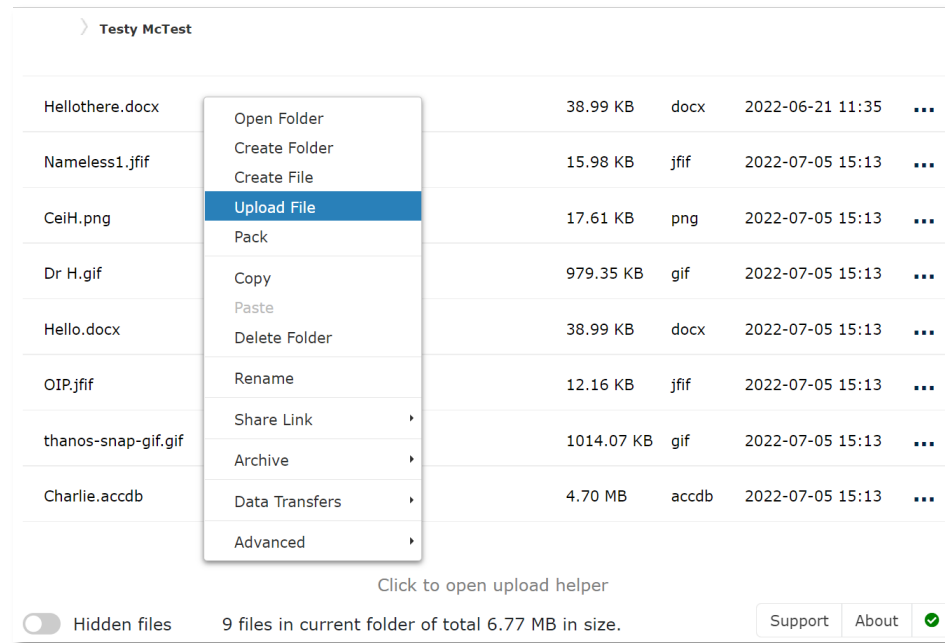 Testy McTest
Hellothere.docx 38.99 KB docx 2022-06-21 11:35 ...
Nameless1.jfif 15.98 KB jfif 2022-07-05 15:13 ...
CeiH.png 17.61 KB png 2022-07-05 15:13 ...
Dr H.gif 979.35 KB gif 2022-07-05 15:13 ...
Hello.docx 38.99 KB docx 2022-07-05 15:13 ...
OIP.jfif 12.16 KB jfif 2022-07-05 15:13 ...
thanos-snap-gif.gif 1014.07 KB gif 2022-07-05 15:13 ...
Charlie.accdb 4.70 MB accdb 2022-07-05 15:13 ...
Open Folder
Create Folder
Create File
Upload File
Pack
Copy
Paste
Delete Folder
Rename
Share Link
Archive
Data Transfers
Advanced
Click to open upload helper
Hidden files 9 files in current folder of total 6.77 MB in size. Support About